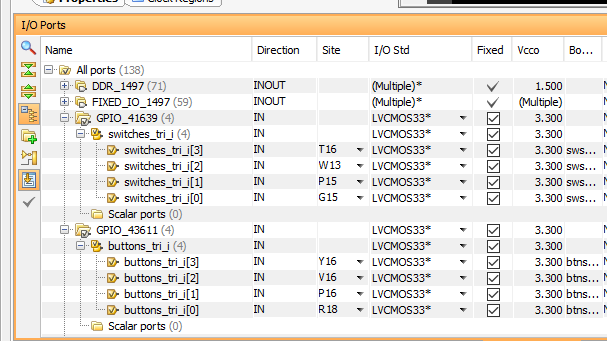 Properties Clock Regions
I/O Ports
Name Direction Site I/O Std Fixed Vcco Bo...
All ports (138)
DDR_1497 (71) INOUT (Multiple)* 1.500
FIXED_IO_1497 (59) INOUT (Multiple)* (Multiple)
GPIO_41639 (4) IN LVCMOS33* 3.300
switches_tri_i (4) IN LVCMOS33* 3.300
switches_tri_i[3] IN T16 LVCMOS33* 3.300 sws...
switches_tri_i[2] IN W13 LVCMOS33* 3.300 sws...
switches_tri_i[1] IN P15 LVCMOS33* 3.300 sws...
switches_tri_i[0] IN G15 LVCMOS33* 3.300 sws...
Scalar ports (0)
GPIO_43611 (4) IN LVCMOS33* 3.300
buttons_tri_i (4) IN LVCMOS33* 3.300
buttons_tri_i[3] IN Y16 LVCMOS33* 3.300 btns...
buttons_tri_i[2] IN V16 LVCMOS33* 3.300 btns...
buttons_tri_i[1] IN P16 LVCMOS33* 3.300 btns...
buttons_tri_i[0] IN R18 LVCMOS33* 3.300 btns...
Scalar ports (0)